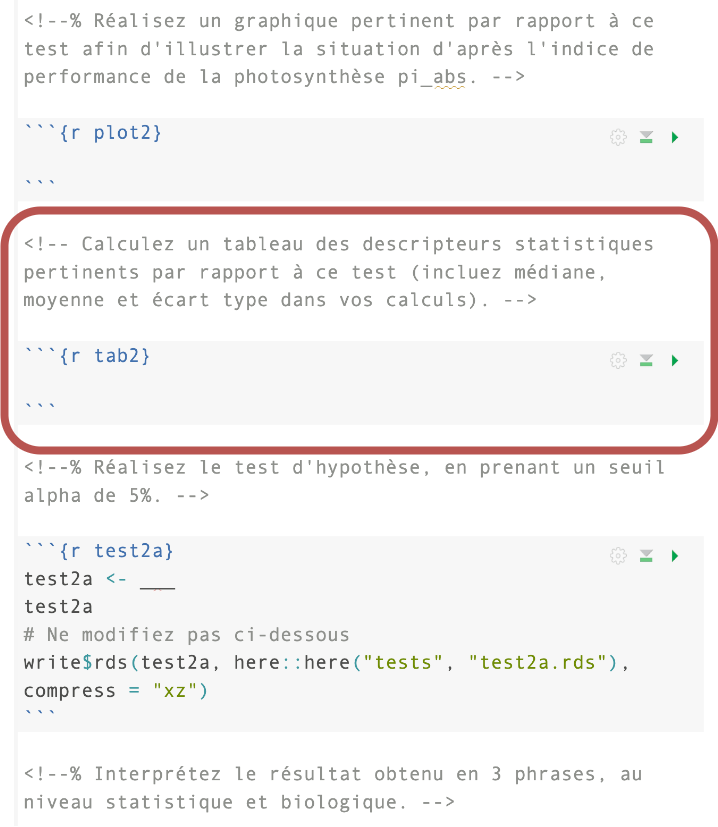 <!--% Réalisez un graphique pertinent par rapport à ce
test afin d'illustrer la situation d'après l'indice de
performance de la photosynthèse pi_abs. -->
```{r plot2}
```
<!-- Calculez un tableau des descripteurs statistiques
pertinents par rapport à ce test (incluez médiane,
moyenne et écart type dans vos calculs). -->
```{r tab2}
```
<!--% Réalisez le test d'hypothèse, en prenant un seuil
alpha de 5%. -->
```{r test2a}
test2a <- ___
test2a
# Ne modifiez pas ci-dessous
write$rds(test2a, here::here("tests", "test2a.rds"),
compress = "xz")
```
<!--% Interprétez le résultat obtenu en 3 phrases, au
niveau statistique et biologique. -->